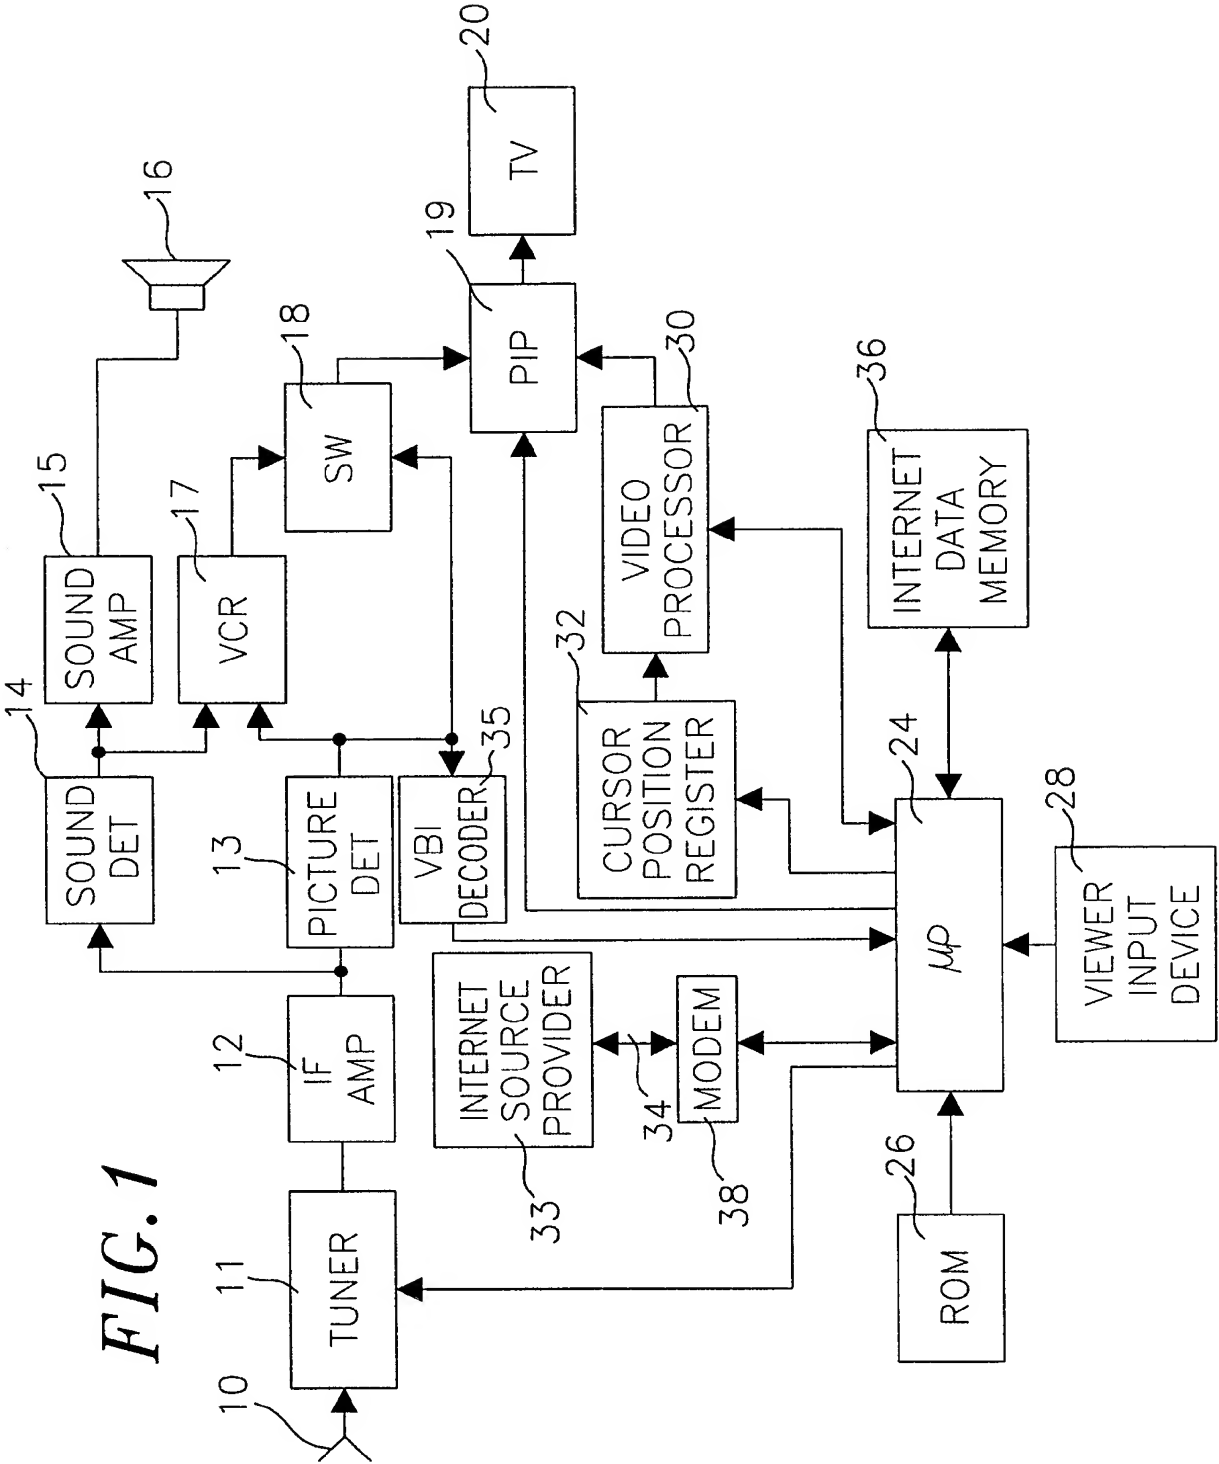 FIG.1
10
TUNER
11
IF
AMP
12
PICTURE
DET
13
SOUND
DET
14
SOUND
AMP
15
16
VCR
17
SW
18
PIP
19
TV
20
VBI
DECODER
35
INTERNET
SOURCE
PROVIDER
33
34
MODEM
38
CURSOR
POSITION
REGISTER
32
VIDEO
PROCESSOR
30
μP
24
INTERNET
DATA
MEMORY
36
ROM
26
VIEWER
INPUT
DEVICE
28